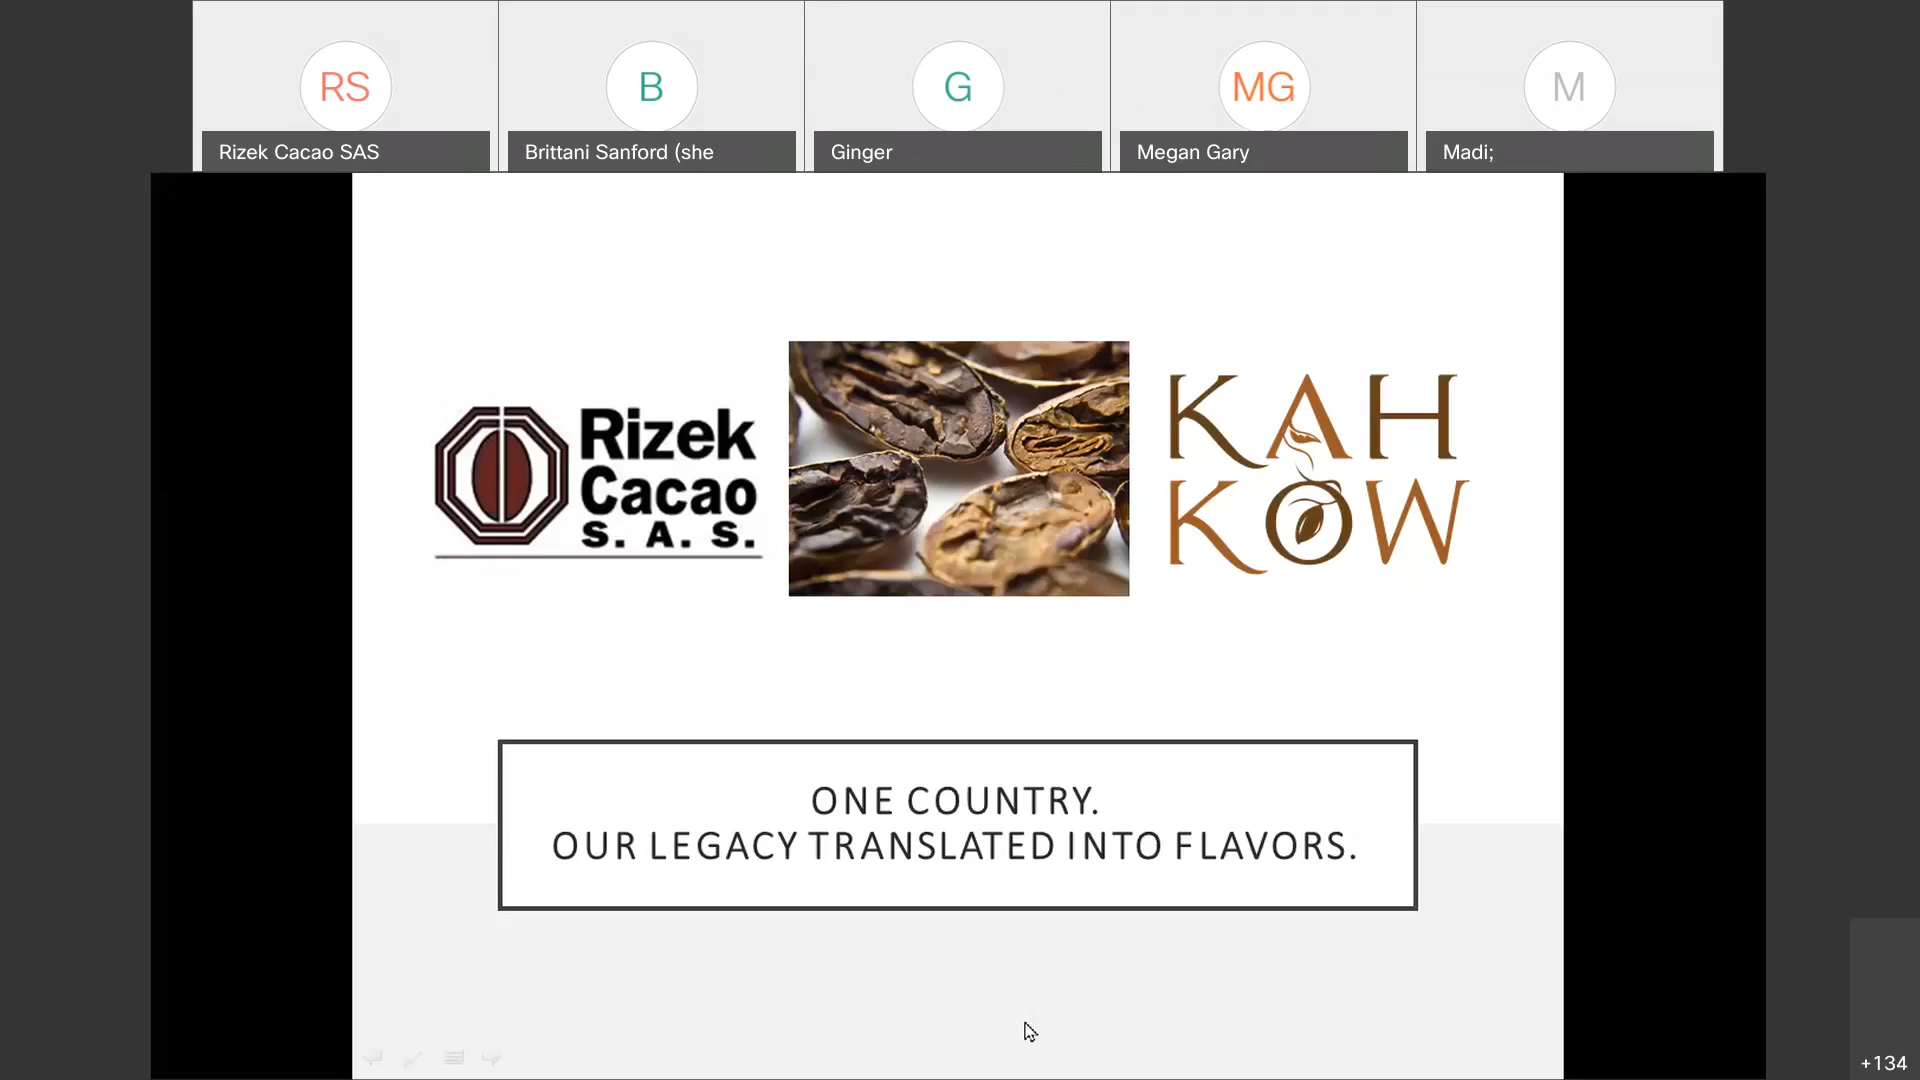 RS
B
G
MG
M
Rizek Cacao SAS
Brittani Sanford (she
Ginger
Megan Gary
Madi;
Rizek
Cacao
S. A. S.
KAH
KOW
ONE COUNTRY.
OUR LEGACY TRANSLATED INTO FLAVORS.
+134